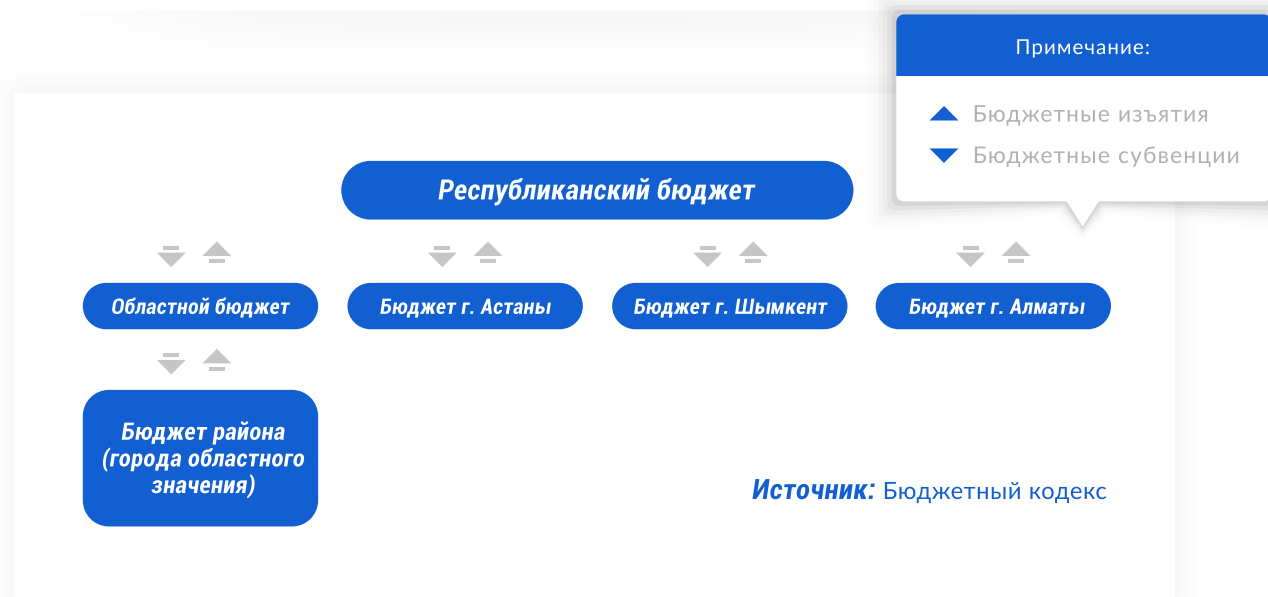 Примечание:
Бюджетные изъятия
Бюджетные субвенции
Республиканский бюджет
Областной бюджет
Бюджет г. Астаны
Бюджет г. Шымкент
Бюджет г. Алматы
Бюджет района
(города областного
значения)
Источник: Бюджетный кодекс